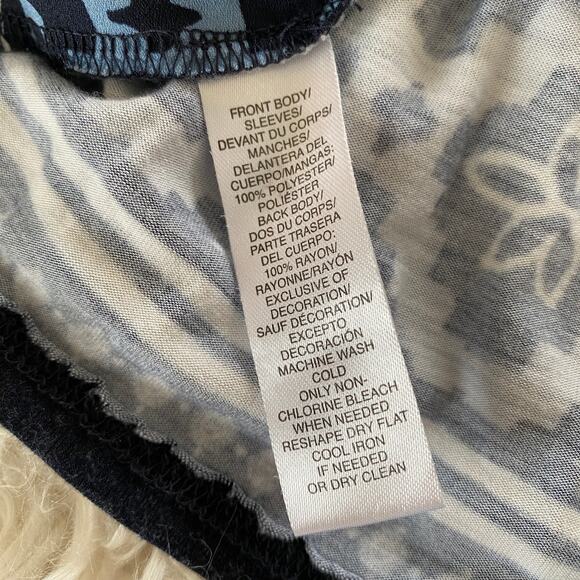 FRONT BODY/
SLEEVES/
DEVANT DU CORPS/
MANCHES/
DELANTERA DEL
CUERPO/MANGAS:
100% POLYESTER/
POLIÉSTER
BACK BODY/
DOS DU CORPS/
PARTE TRASERA
DEL CUERPO:
100% RAYON/
RAYONNE/RAYÓN
EXCLUSIVE OF
DECORATION/
SAUF DÉCORATION/
EXCEPTO
DECORACIÓN
MACHINE WASH
COLD
ONLY NON-
CHLORINE BLEACH
WHEN NEEDED
RESHAPE DRY FLAT
COOL IRON
IF NEEDED
OR DRY CLEAN